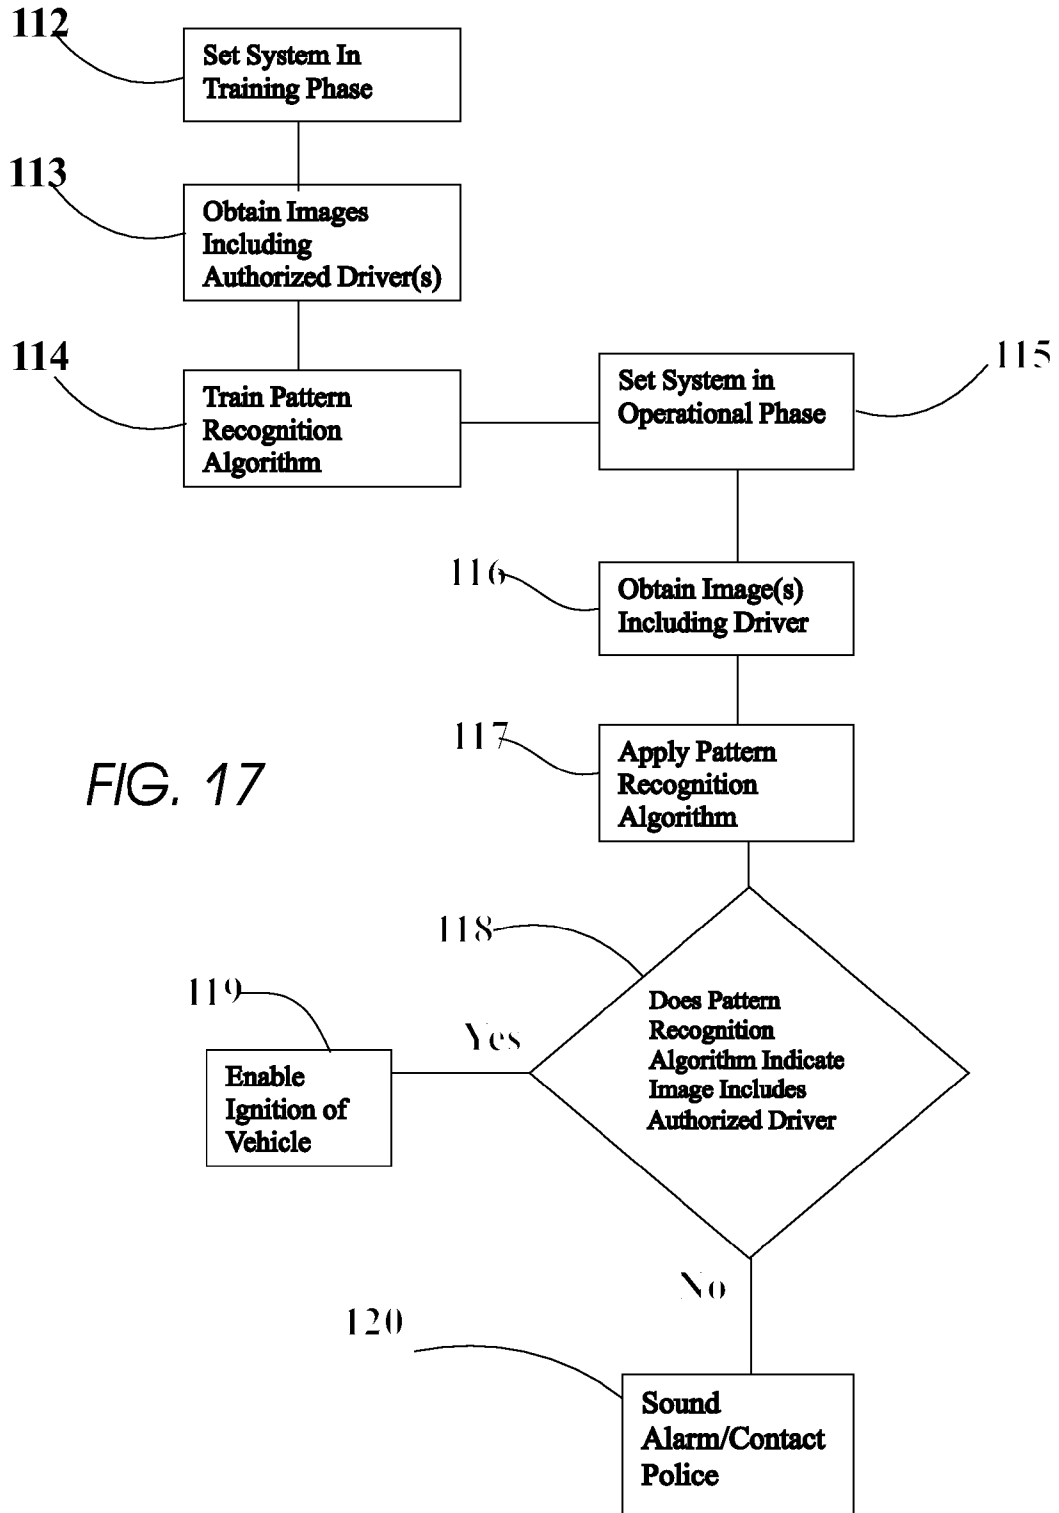 112
Set System In
Training Phase
113
Obtain Images
Including
Authorized Driver(s)
114
Train Pattern
Recognition
Algorithm
115
Set System in
Operational Phase
116
Obtain Image(s)
Including Driver
117
Apply Pattern
Recognition
Algorithm
FIG. 17
118
Does Pattern
Recognition
Algorithm Indicate
Image Includes
Authorized Driver
Yes
119
Enable
Ignition of
Vehicle
No
120
Sound
Alarm/Contact
Police